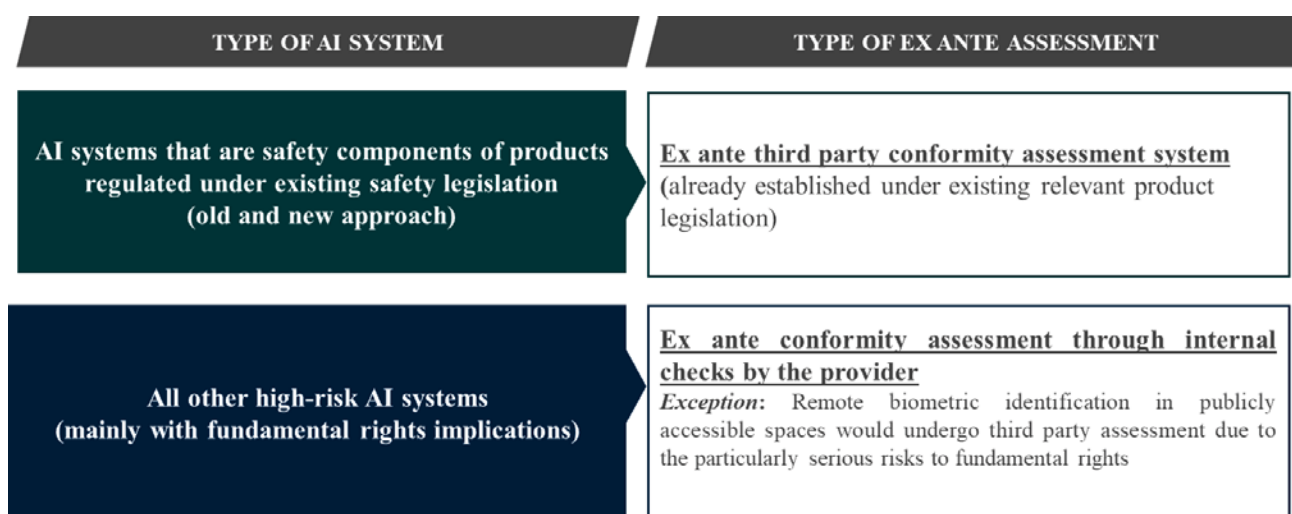 TYPE OF AI SYSTEM
TYPE OF EX ANTE ASSESSMENT
AI systems that are safety components of products
regulated under existing safety legislation
(old and new approach)
Ex ante third party conformity assessment system
(already established under existing relevant product
legislation)
All other high-risk AI systems
(mainly with fundamental rights implications)
Ex ante conformity assessment through internal
checks by the provider
Exception: Remote biometric identification in publicly
accessible spaces would undergo third party assessment due to
the particularly serious risks to fundamental rights